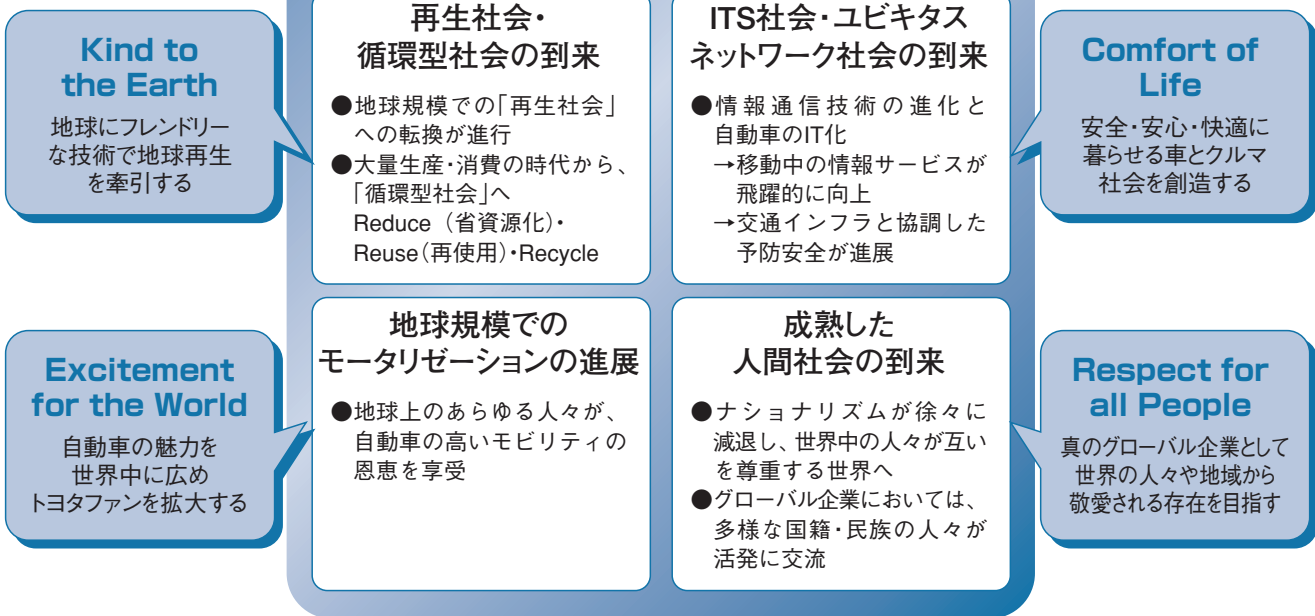 Kind to
the Earth
地球にフレンドリー
な技術で地球再生
を牽引する
再生社会・
循環型社会の到来
●地球規模での「再生社会」
への転換が進行
●大量生産・消費の時代から、
「循環型社会」へ
Reduce（省資源化）・
Reuse（再使用）・Recycle
ITS社会・ユビキタス
ネットワーク社会の到来
●情報通信技術の進化と
自動車のIT化
→移動中の情報サービスが
飛躍的に向上
→交通インフラと協調した
予防安全が進展
Comfort of
Life
安全・安心・快適に
暮らせる車とクルマ
社会を創造する
Excitement
for the World
自動車の魅力を
世界中に広め
トヨタファンを拡大する
地球規模での
モータリゼーションの進展
●地球上のあらゆる人々が、
自動車の高いモビリティの
恩恵を享受
成熟した
人間社会の到来
●ナショナリズムが徐々に
減退し、世界中の人々が互い
を尊重する世界へ
●グローバル企業においては、
多様な国籍・民族の人々が
活発に交流
Respect for
all People
真のグローバル企業として
世界の人々や地域から
敬愛される存在を目指す